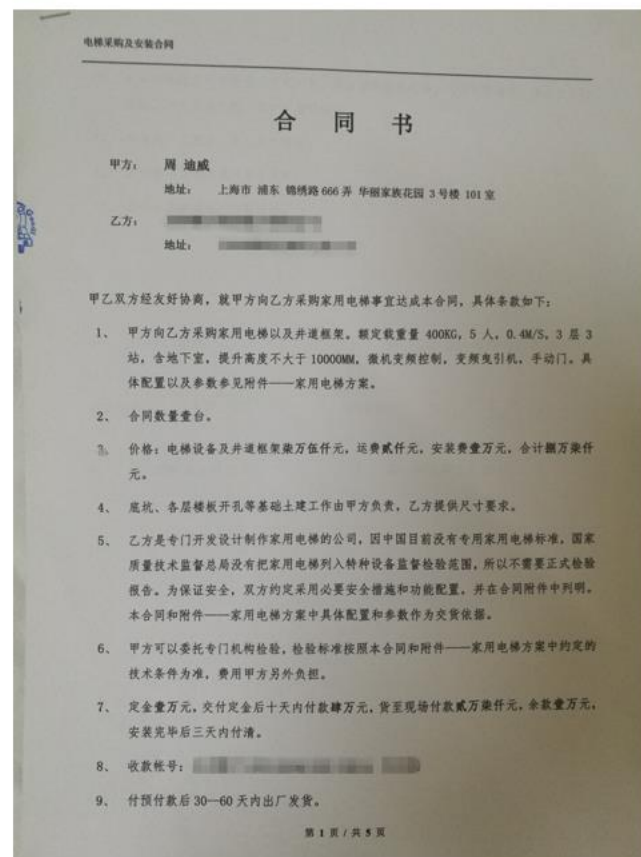 电梯采购及安装合同
合 同 书
甲方： 周 迪威
地址： 上海市 浦东 锦绣路 666 弄 华丽家族花园 3 号楼 101 室
乙方：
地址：
甲乙双方经友好协商，就甲方向乙方采购家用电梯事宜达成本合同，具体条款如下：
1、 甲方向乙方采购家用电梯以及井道框架。额定载重量 400KG，5 人，0.4M/S，3 层 3
站，含地下室，提升高度不大于 10000MM，微机变频控制，变频曳引机，手动门。具
体配置以及参数参见附件——家用电梯方案。
2、 合同数量壹台。
3、 价格：电梯设备及井道框架柒万伍仟元，运费贰仟元，安装费壹万元，合计捌万柒仟
元。
4、 底坑、各层楼板开孔等基础土建工作由甲方负责，乙方提供尺寸要求。
5、 乙方是专门开发设计制作家用电梯的公司，因中国目前没有专用家用电梯标准，国家
质量技术监督总局没有把家用电梯列入特种设备监督检验范围，所以不需要正式检验
报告。为保证安全，双方约定采用必要安全措施和功能配置，并在合同附件中列明。
本合同和附件——家用电梯方案中具体配置和参数作为交货依据。
6、 甲方可以委托专门机构检验，检验标准按照本合同和附件——家用电梯方案中约定的
技术条件为准，费用甲方另外负担。
7、 定金壹万元，交付定金后十天内付款肆万元，货至现场付款贰万柒仟元，余款壹万元，
安装完毕后三天内付清。
8、 收款帐号：
9、 付预付款后 30—60 天内出厂发货。
第 1 页 / 共 5 页